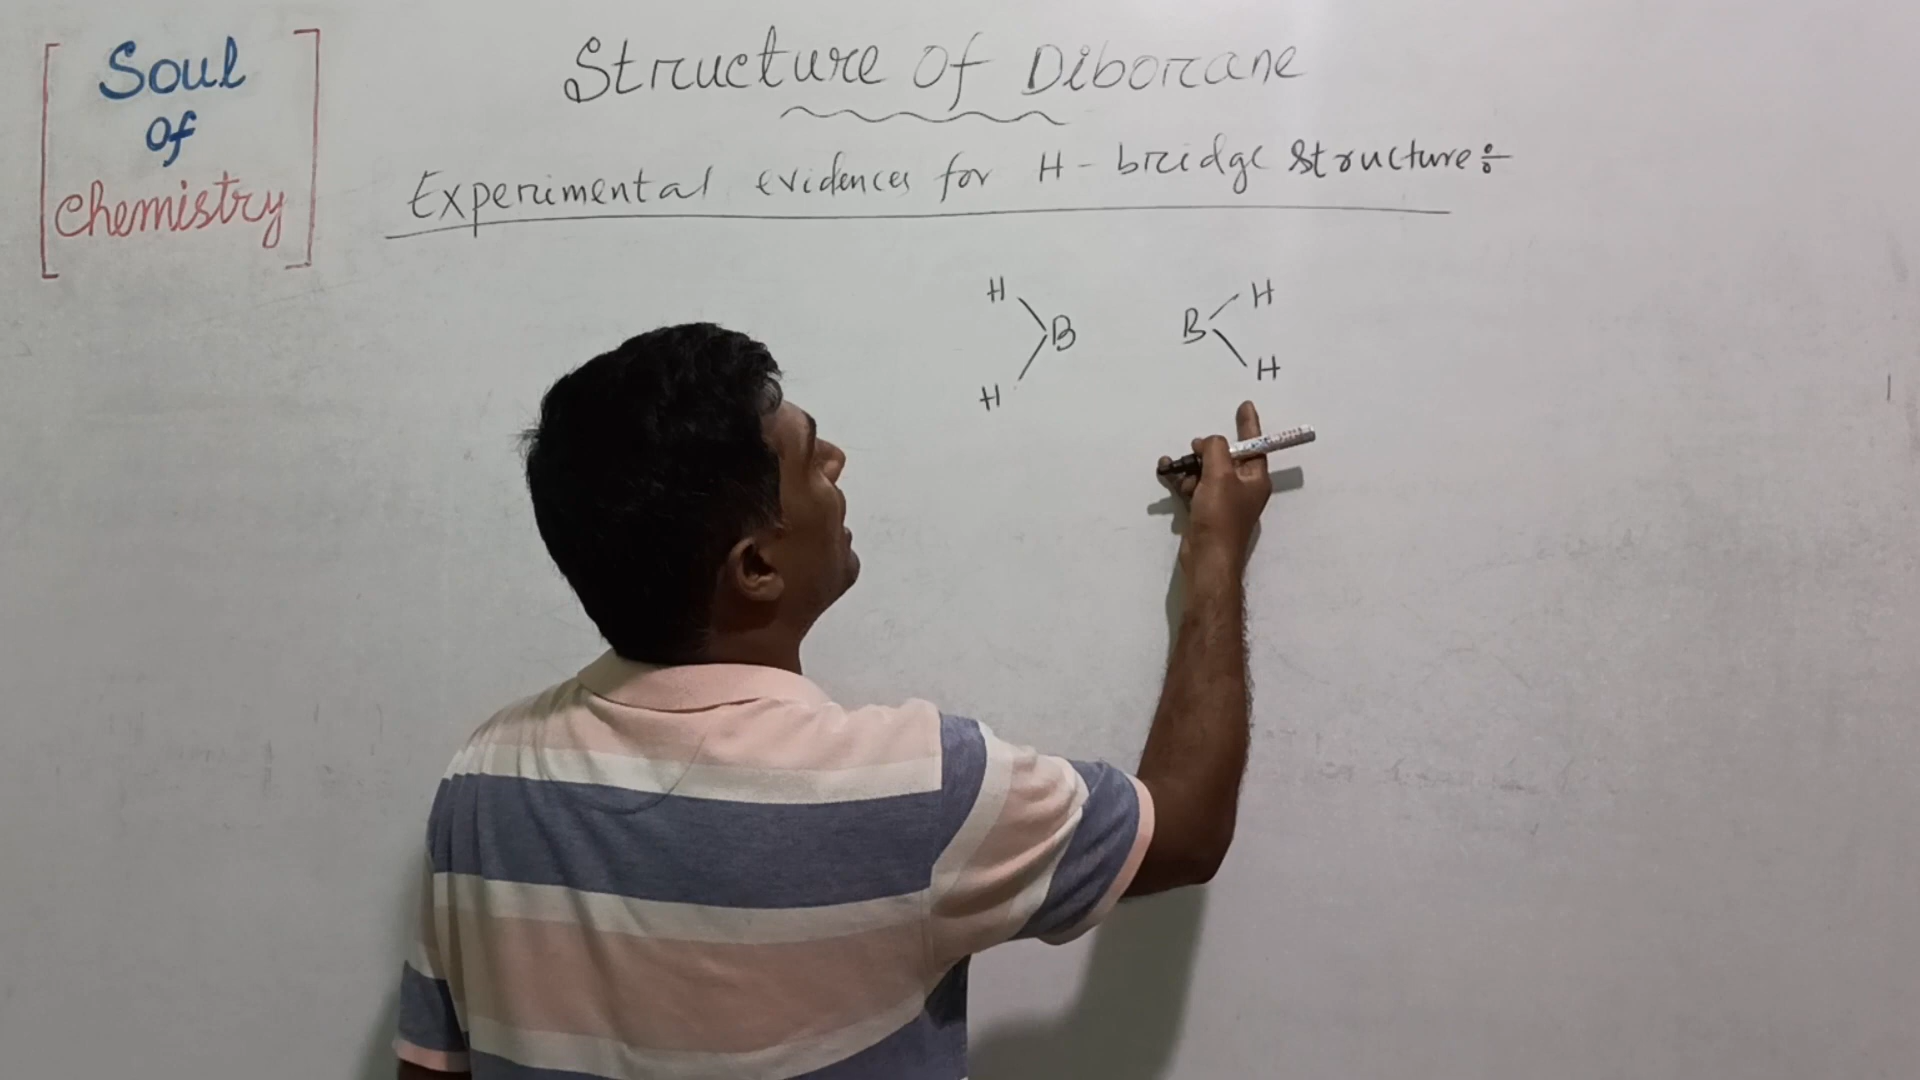 Soul
Of
Chemistry
Structure Of Diborane
Experimental evidences for H-bridge Structure÷
H B B H
H H